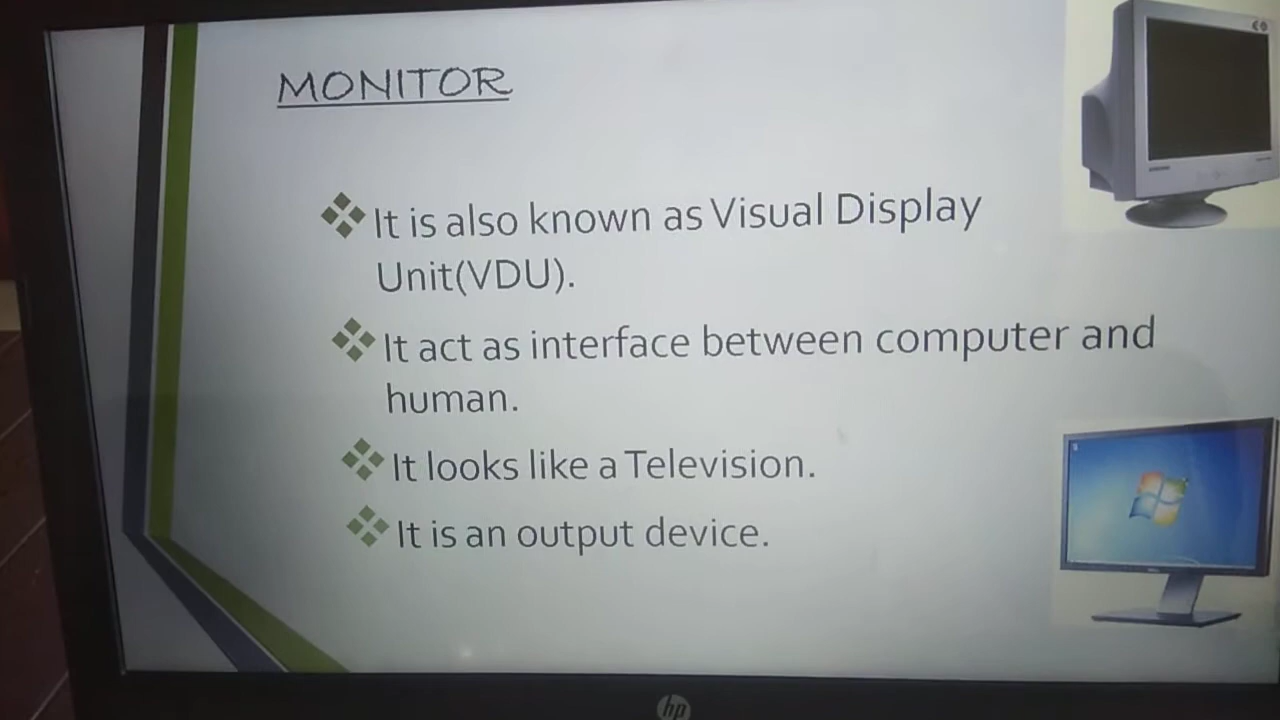 MONITOR
It is also known as Visual Display
Unit(VDU).
It act as interface between computer and
human.
It looks like a Television.
It is an output device.
hp